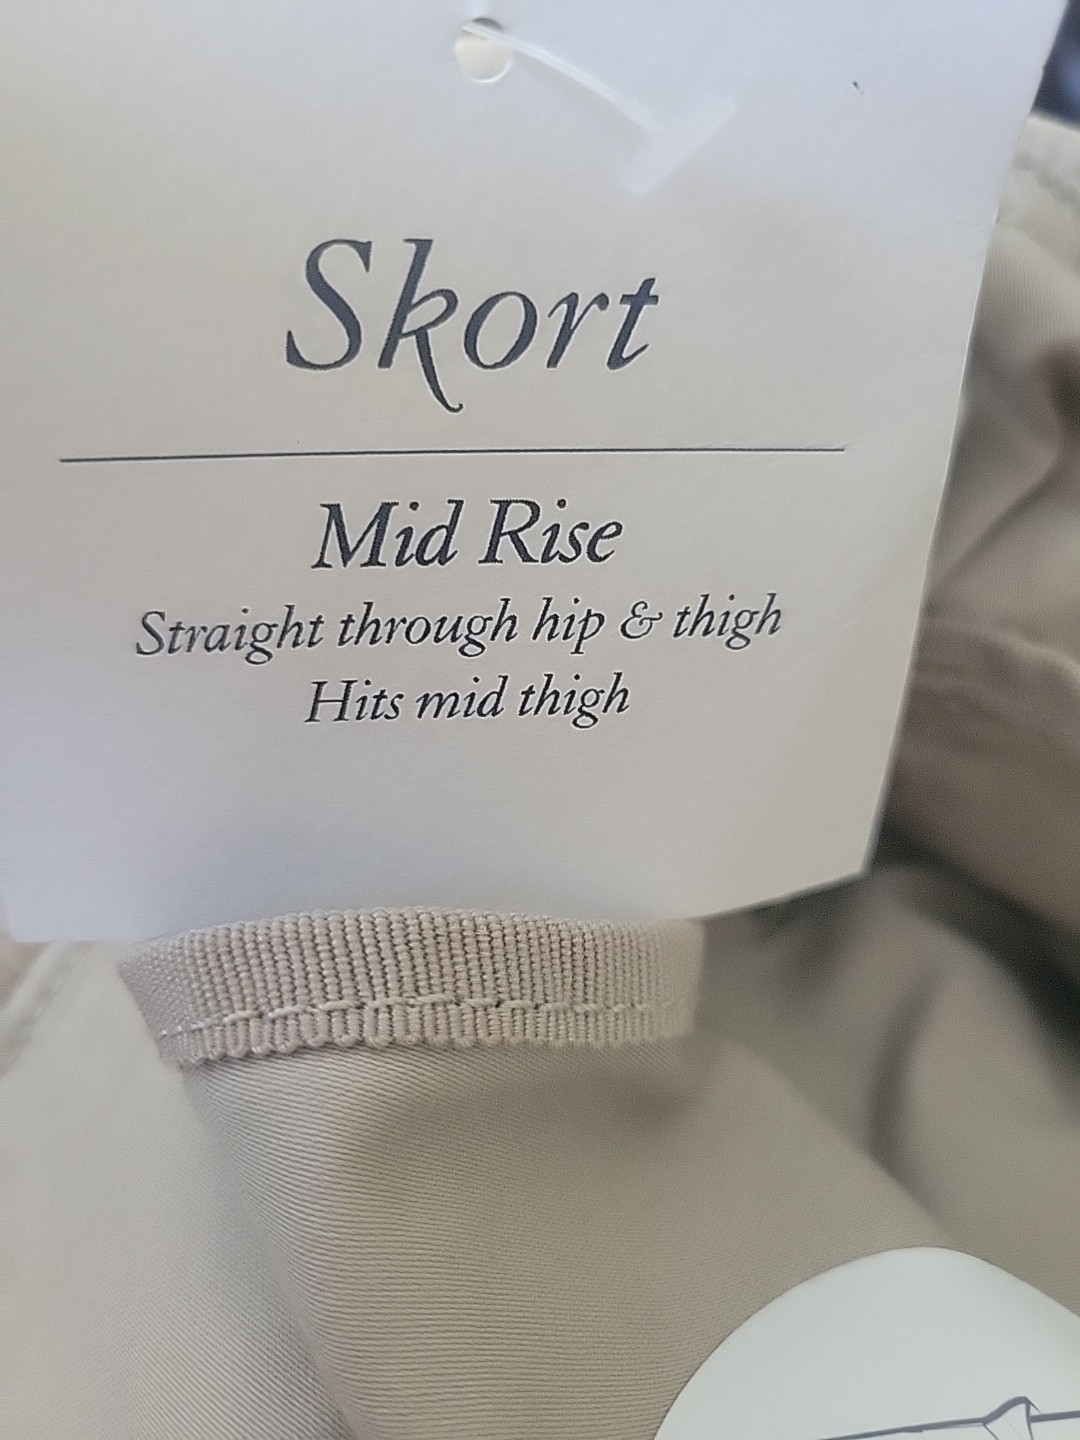 Skort
Mid Rise
Straight through hip & thigh
Hits mid thigh